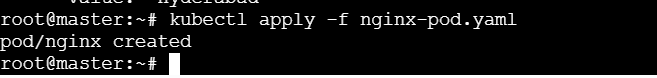 root@master:~# kubectl apply -f nginx-pod.yaml
pod/nginx created
root@master:~#